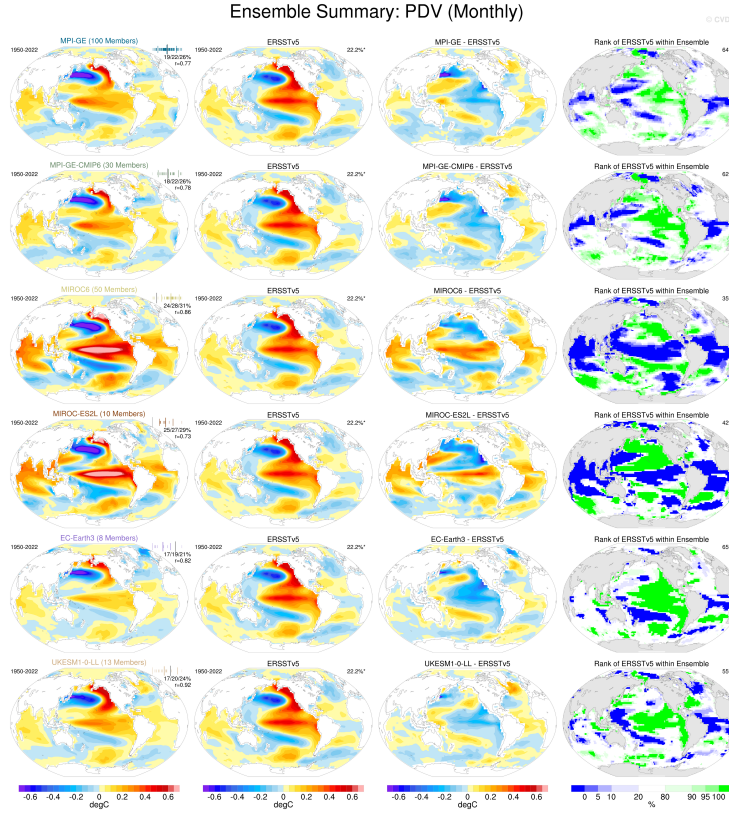 Ensemble Summary: PDV (Monthly)
MPI-GE (100 Members) ERSSTv5 MPI-GE - ERSSTv5 Rank of ERSSTv5 within Ensemble
1950-2022 19/22/26% 1950-2022 22.2%* 64
r=0.77
MPI-GE-CMIP6 (30 Members) ERSSTv5 MPI-GE-CMIP6 - ERSSTv5 Rank of ERSSTv5 within Ensemble
1950-2022 18/22/26% 1950-2022 22.2%* 62
r=0.78
MIROC6 (50 Members) ERSSTv5 MIROC6 - ERSSTv5 Rank of ERSSTv5 within Ensemble
1950-2022 24/28/31% 1950-2022 22.2%* 35
r=0.86
MIROC-ES2L (10 Members) ERSSTv5 MIROC-ES2L - ERSSTv5 Rank of ERSSTv5 within Ensemble
1950-2022 25/27/29% 1950-2022 22.2%* 42
r=0.73
EC-Earth3 (8 Members) ERSSTv5 EC-Earth3 - ERSSTv5 Rank of ERSSTv5 within Ensemble
1950-2022 17/19/21% 1950-2022 22.2%* 65
r=0.82
UKESM1-0-LL (13 Members) ERSSTv5 UKESM1-0-LL - ERSSTv5 Rank of ERSSTv5 within Ensemble
1950-2022 17/20/24% 1950-2022 22.2%* 55
r=0.92
-0.6 -0.4 -0.2 0 0.2 0.4 0.6 -0.6 -0.4 -0.2 0 0.2 0.4 0.6 -0.6 -0.4 -0.2 0 0.2 0.4 0.6 0 5 10 20 80 90 95 100
degC degC degC %